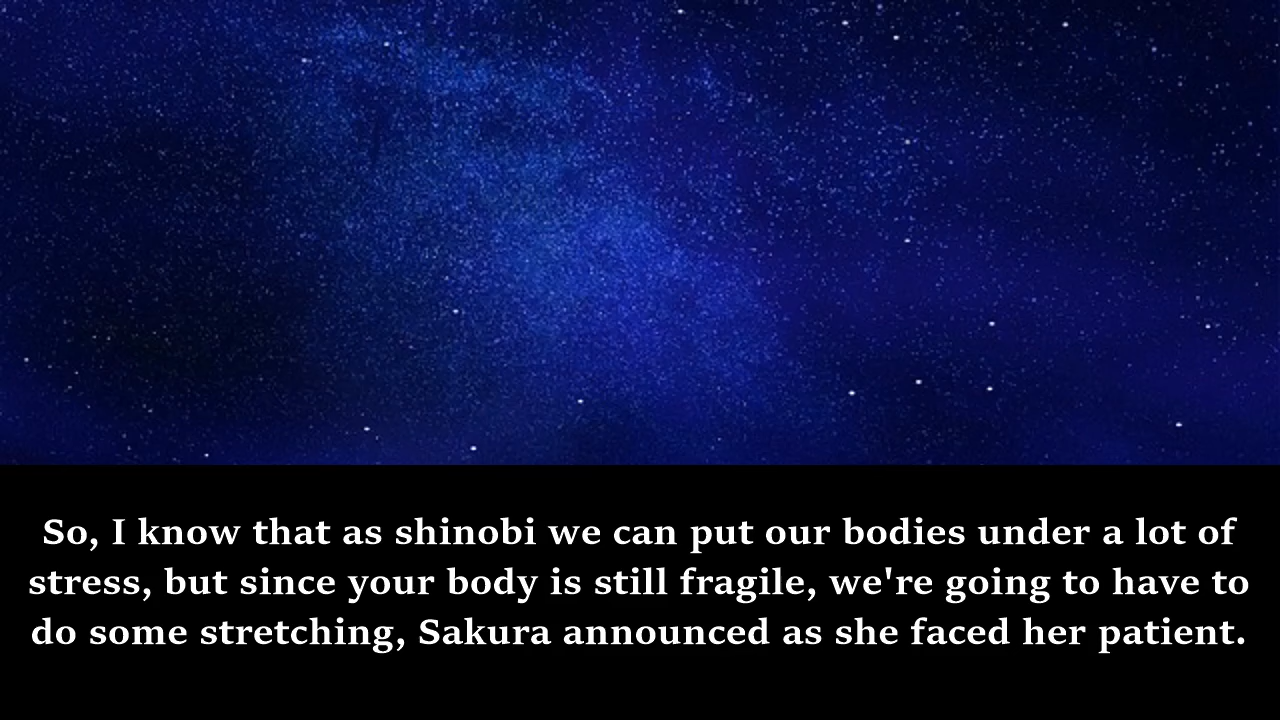 So, I know that as shinobi we can put our bodies under a lot of
stress, but since your body is still fragile, we're going to have to
do some stretching, Sakura announced as she faced her patient.